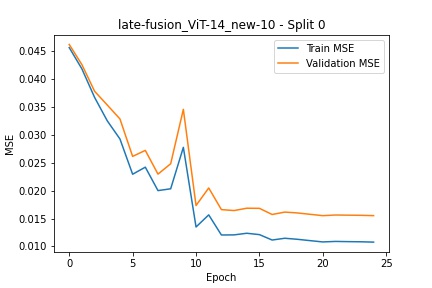 late-fusion_ViT-14_new-10 - Split 0
Train MSE
Validation MSE
0.045
0.040
0.035
0.030
0.025
0.020
0.015
0.010
MSE
0 5 10 15 20 25
Epoch